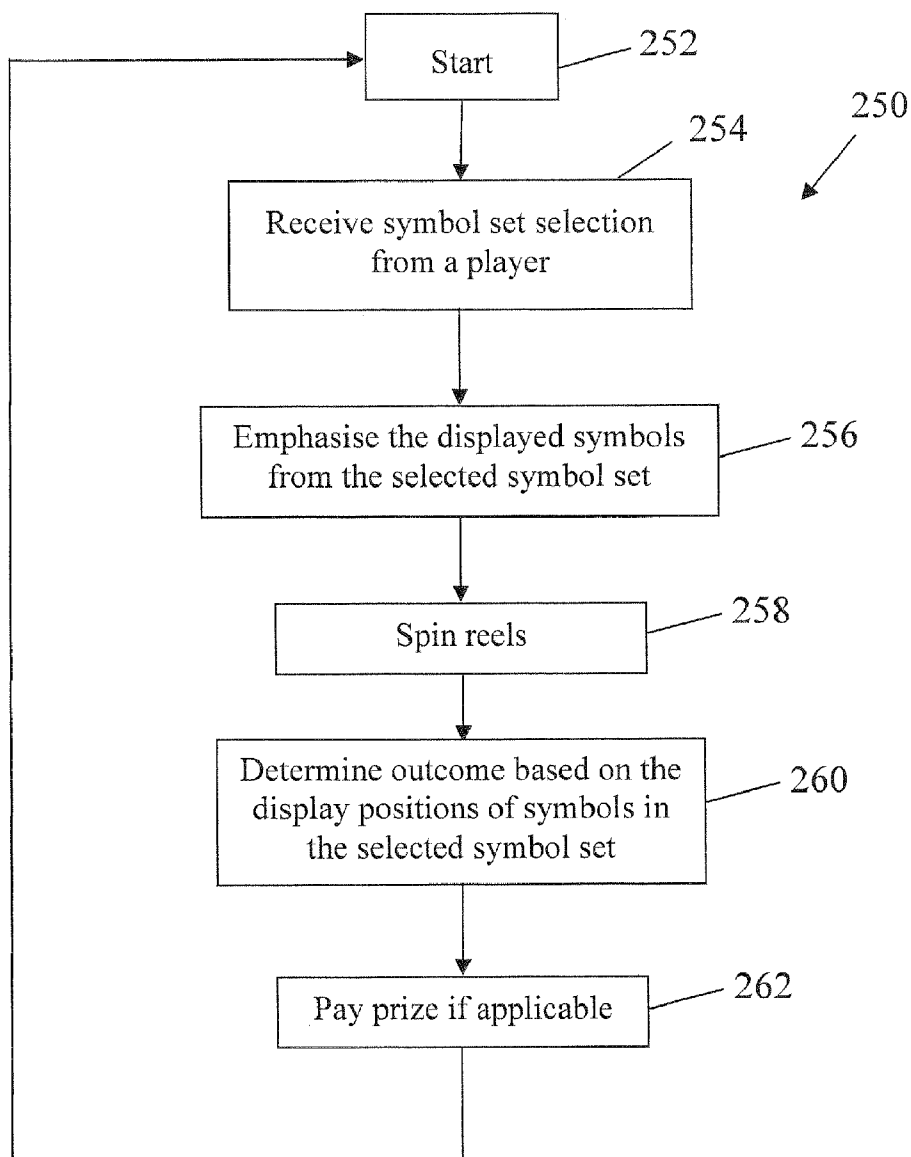 Start
252
250
254
Receive symbol set selection
from a player
Emphasise the displayed symbols
from the selected symbol set
256
Spin reels
258
Determine outcome based on the
display positions of symbols in
the selected symbol set
260
Pay prize if applicable
262